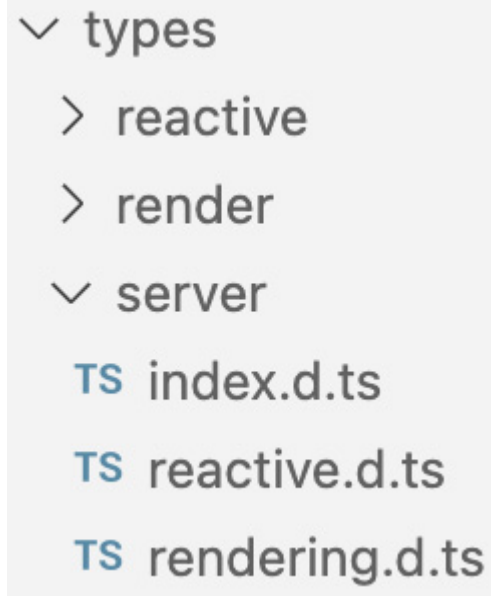 types
reactive
render
server
TS index.d.ts
TS reactive.d.ts
TS rendering.d.ts